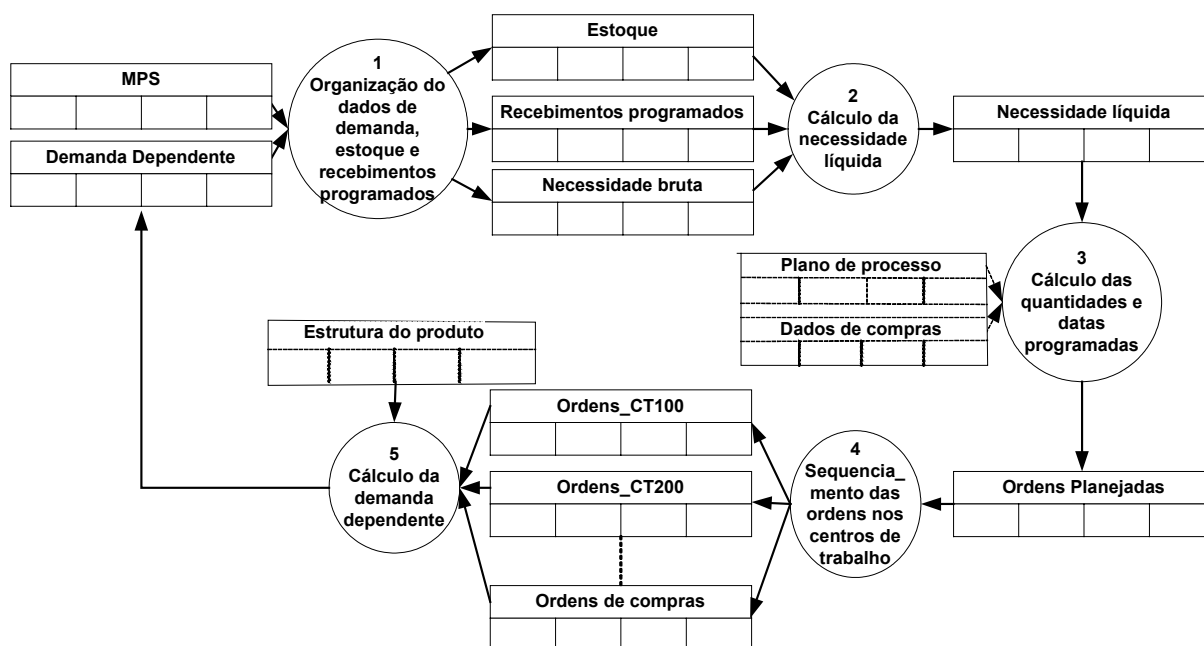 MPS
Demanda Dependente
1
Organização do
dados de
demanda,
estoque e
recebimentos
programados
Estoque
Recebimentos programados
Necessidade bruta
2
Cálculo da
necessidade
líquida
Necessidade líquida
3
Cálculo das
quantidades e
datas
programadas
Plano de processo
Dados de compras
Ordens Planejadas
4
Sequencia_
mento das
ordens nos
centros de
trabalho
Ordens_CT100
Ordens_CT200
Ordens de compras
Estrutura do produto
5
Cálculo da
demanda
dependente